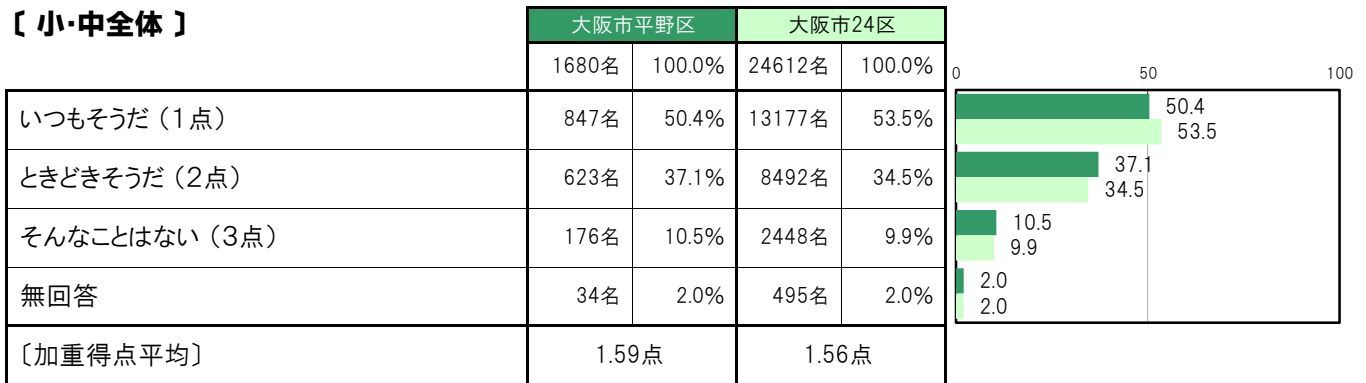 〔 小・中全体 〕
大阪市平野区 大阪市24区
1680名 100.0% 24612名 100.0%
0 50 100
いつもそうだ（1点） 847名 50.4% 13177名 53.5%
50.4
53.5
ときどきそうだ（2点） 623名 37.1% 8492名 34.5%
37.1
34.5
そんなことはない（3点） 176名 10.5% 2448名 9.9%
10.5
9.9
無回答 34名 2.0% 495名 2.0%
2.0
2.0
〔加重得点平均〕 1.59点 1.56点